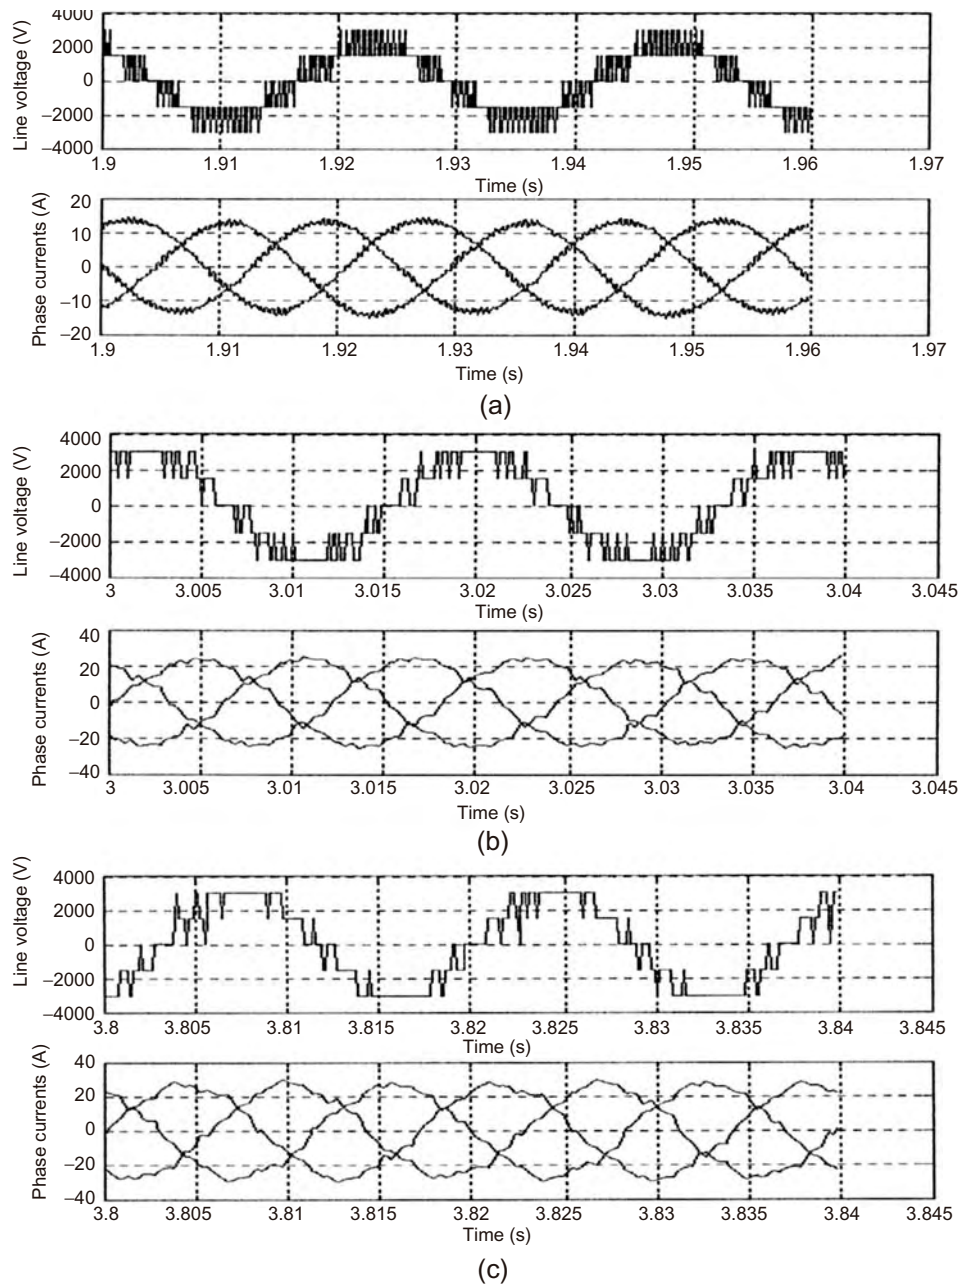 4000
2000
0
–2000
–4000
Line voltage (V)
1.9 1.91 1.92 1.93 1.94 1.95 1.96 1.97
Time (s)
20
10
0
–10
–20
Phase currents (A)
1.9 1.91 1.92 1.93 1.94 1.95 1.96 1.97
Time (s)
(a)
4000
2000
0
–2000
–4000
Line voltage (V)
3 3.005 3.01 3.015 3.02 3.025 3.03 3.035 3.04 3.045
Time (s)
40
20
0
–20
–40
Phase currents (A)
3 3.005 3.01 3.015 3.02 3.025 3.03 3.035 3.04 3.045
Time (s)
(b)
4000
2000
0
–2000
–4000
Line voltage (V)
3.8 3.805 3.81 3.815 3.82 3.825 3.83 3.835 3.84 3.845
Time (s)
40
20
0
–20
–40
Phase currents (A)
3.8 3.805 3.81 3.815 3.82 3.825 3.83 3.835 3.84 3.845
Time (s)
(c)